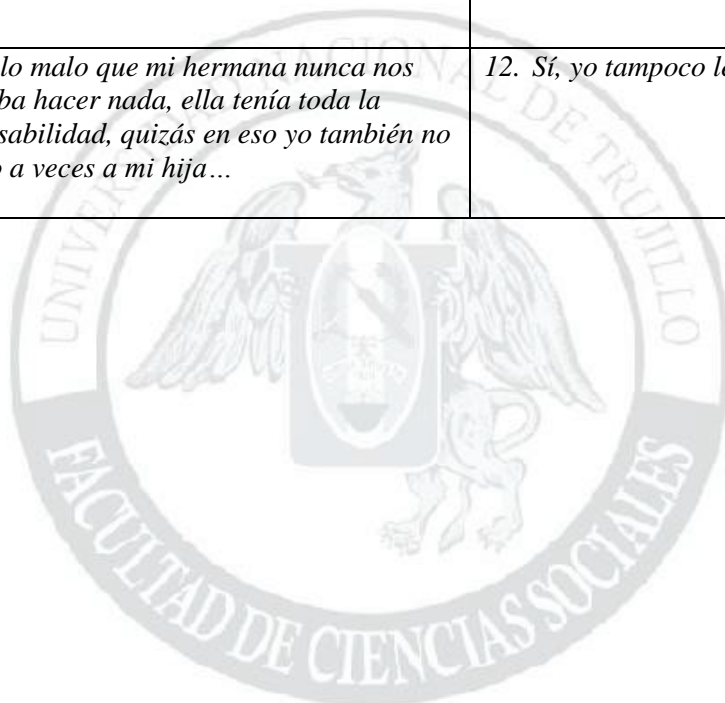 lo malo que mi hermana nunca nos
ba hacer nada, ella tenía toda la
sabilidad, quizás en eso yo también no
a veces a mi hija…
12. Sí, yo tampoco
UNIVERSIDAD NACIONAL DE TRUJILLO
FACULTAD DE CIENCIAS SOCIALES